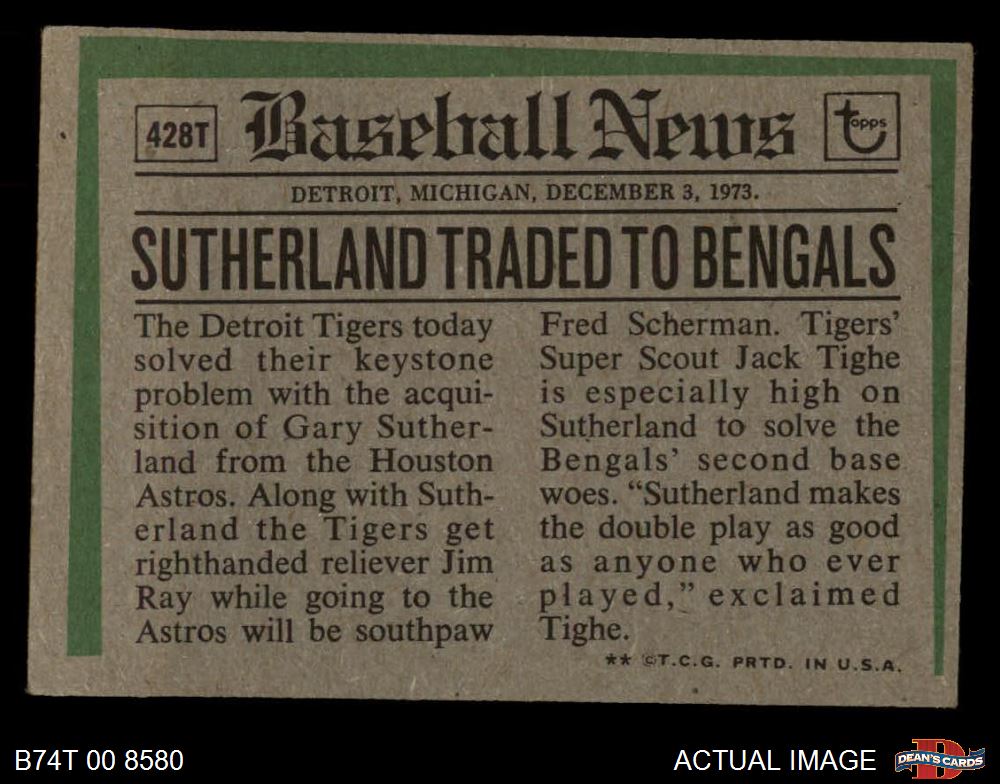 428T
Baseball News
topps
DETROIT, MICHIGAN, DECEMBER 3, 1973.
SUTHERLAND TRADED TO BENGALS
The Detroit Tigers today
solved their keystone
problem with the acqui-
sition of Gary Suther-
land from the Houston
Astros. Along with Suth-
erland the Tigers get
righthanded reliever Jim
Ray while going to the
Astros will be southpaw
Fred Scherman. Tigers'
Super Scout Jack Tighe
is especially high on
Sutherland to solve the
Bengals' second base
woes. “Sutherland makes
the double play as good
as anyone who ever
played,” exclaimed
Tighe.
** ©T.C.G. PRTD. IN U.S.A.
B74T 00 8580
ACTUAL IMAGE
DEAN'S CARDS